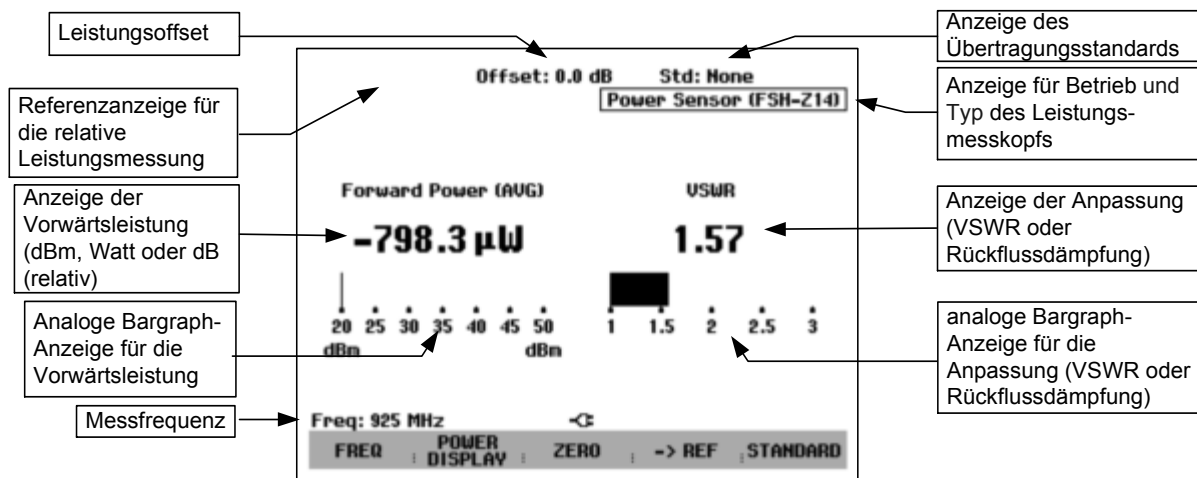 Leistungsoffset
Anzeige des
Übertragungsstandards
Offset: 0.0 dB Std: None
Power Sensor (FSH-Z14)
Anzeige für Betrieb und
Typ des Leistungs-
messkopfs
Referenzanzeige für
die relative
Leistungsmessung
Forward Power (AVG) VSWR
Anzeige der
Vorwärtsleistung
(dBm, Watt oder dB
(relativ)
-798.3 µW 1.57
Anzeige der Anpassung
(VSWR oder
Rückflussdämpfung)
20 25 30 35 40 45 50 1 1.5 2 2.5 3
dBm dBm
Analoge Bargraph-
Anzeige für die
Vorwärtsleistung
analoge Bargraph-
Anzeige für die
Anpassung (VSWR oder
Rückflussdämpfung)
Messfrequenz
Freq: 925 MHz
FREQ POWER DISPLAY ZERO -> REF STANDARD